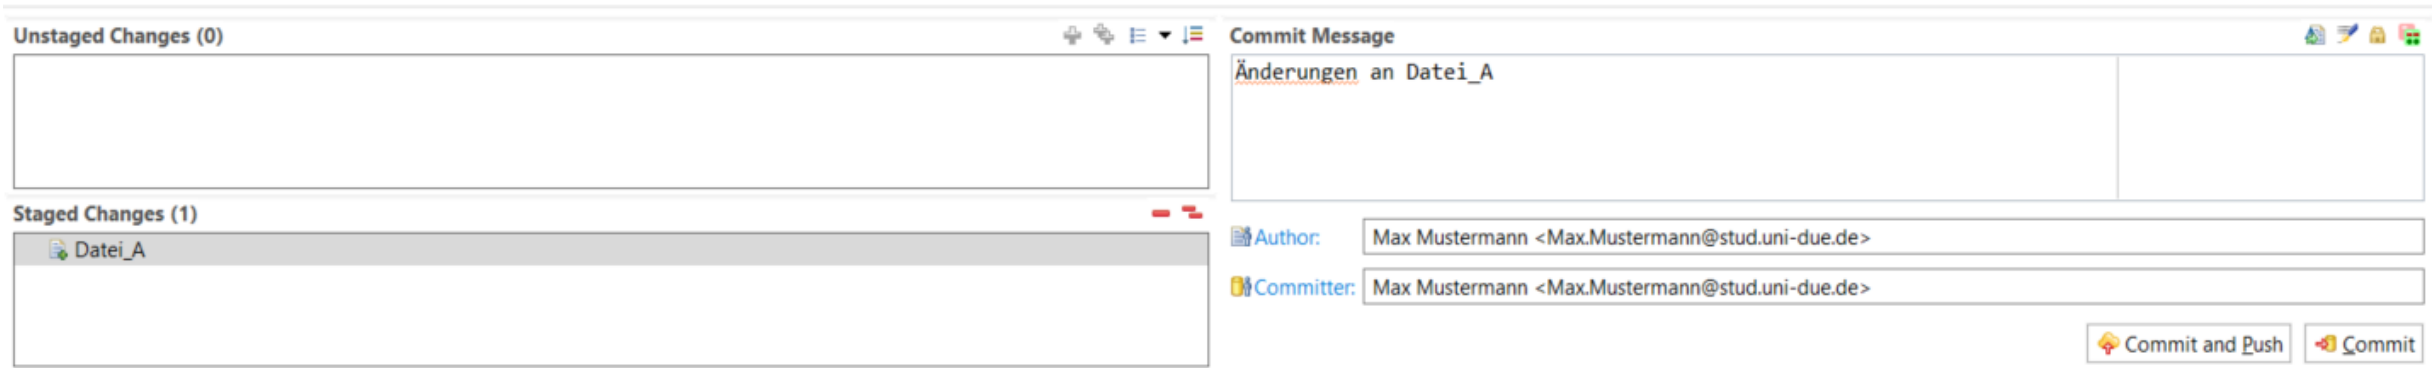 Unstaged Changes (0)
Staged Changes (1)
Datei_A
Commit Message
Änderungen an Datei_A
Author: Max Mustermann <Max.Mustermann@stud.uni-due.de>
Committer: Max Mustermann <Max.Mustermann@stud.uni-due.de>
Commit and Push Commit